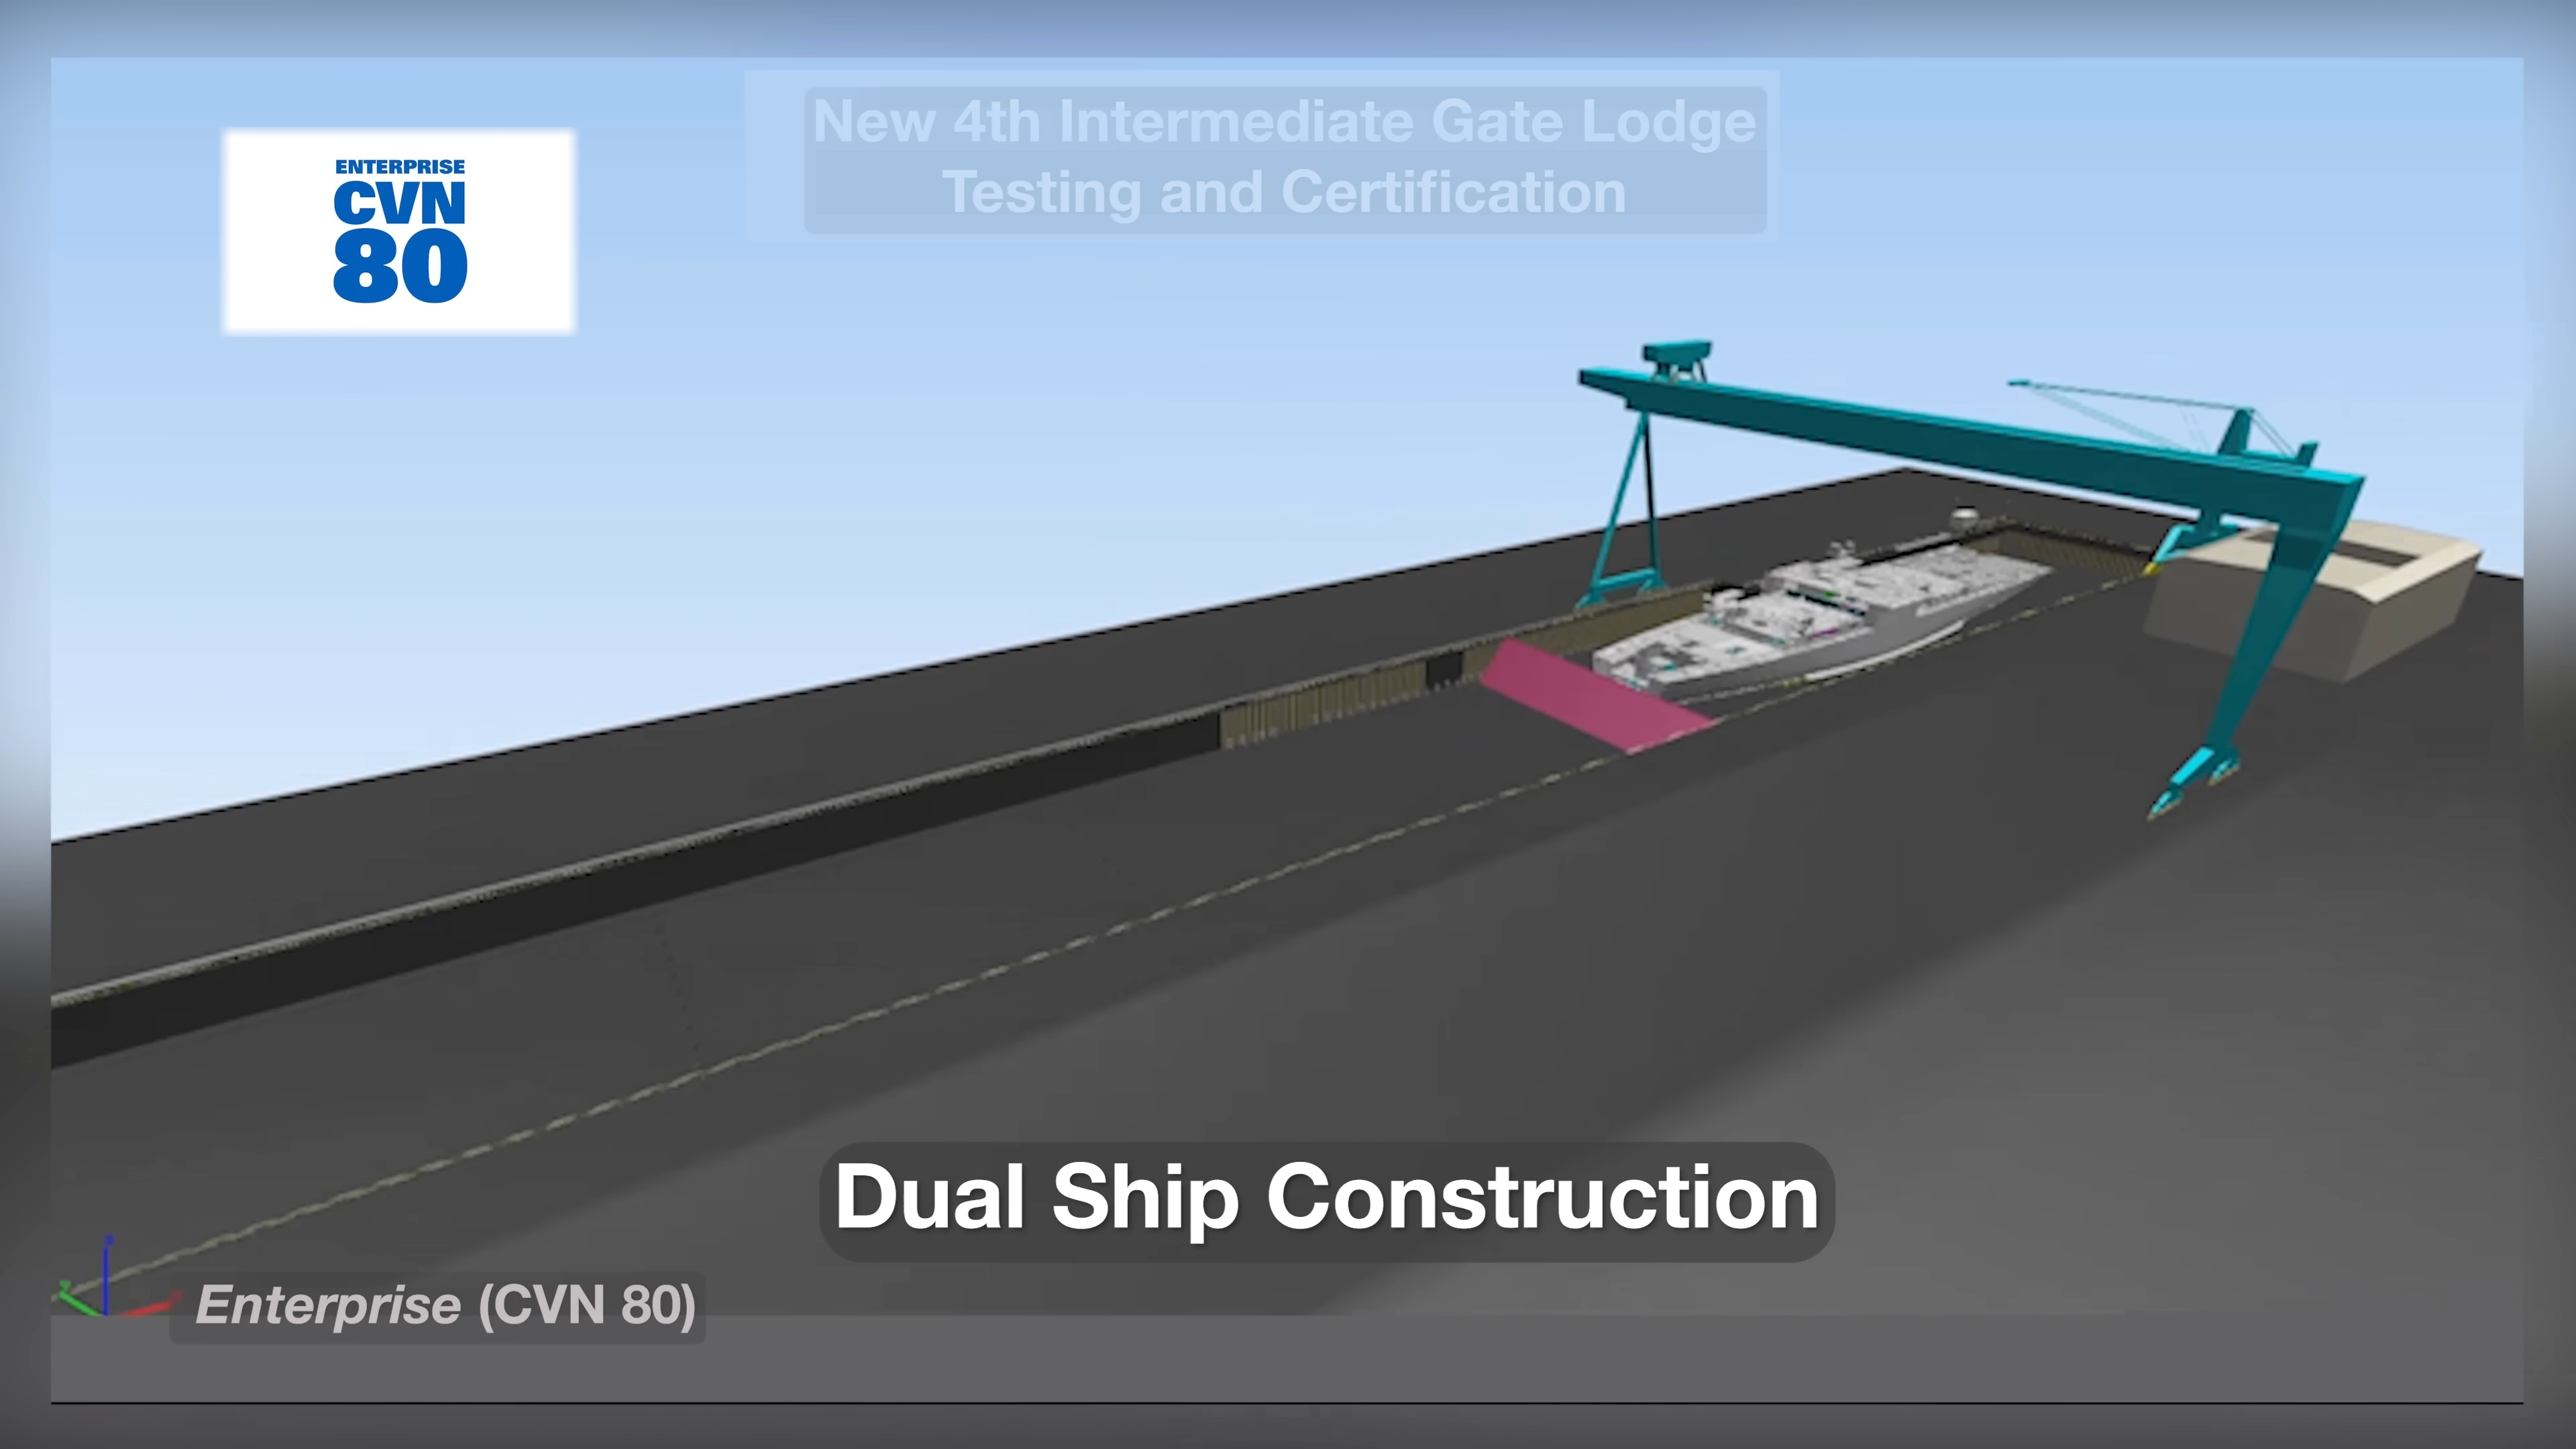 New 4th Intermediate Gate Lodge
Testing and Certification
ENTERPRISE
CVN
80
Dual Ship Construction
Enterprise (CVN 80)